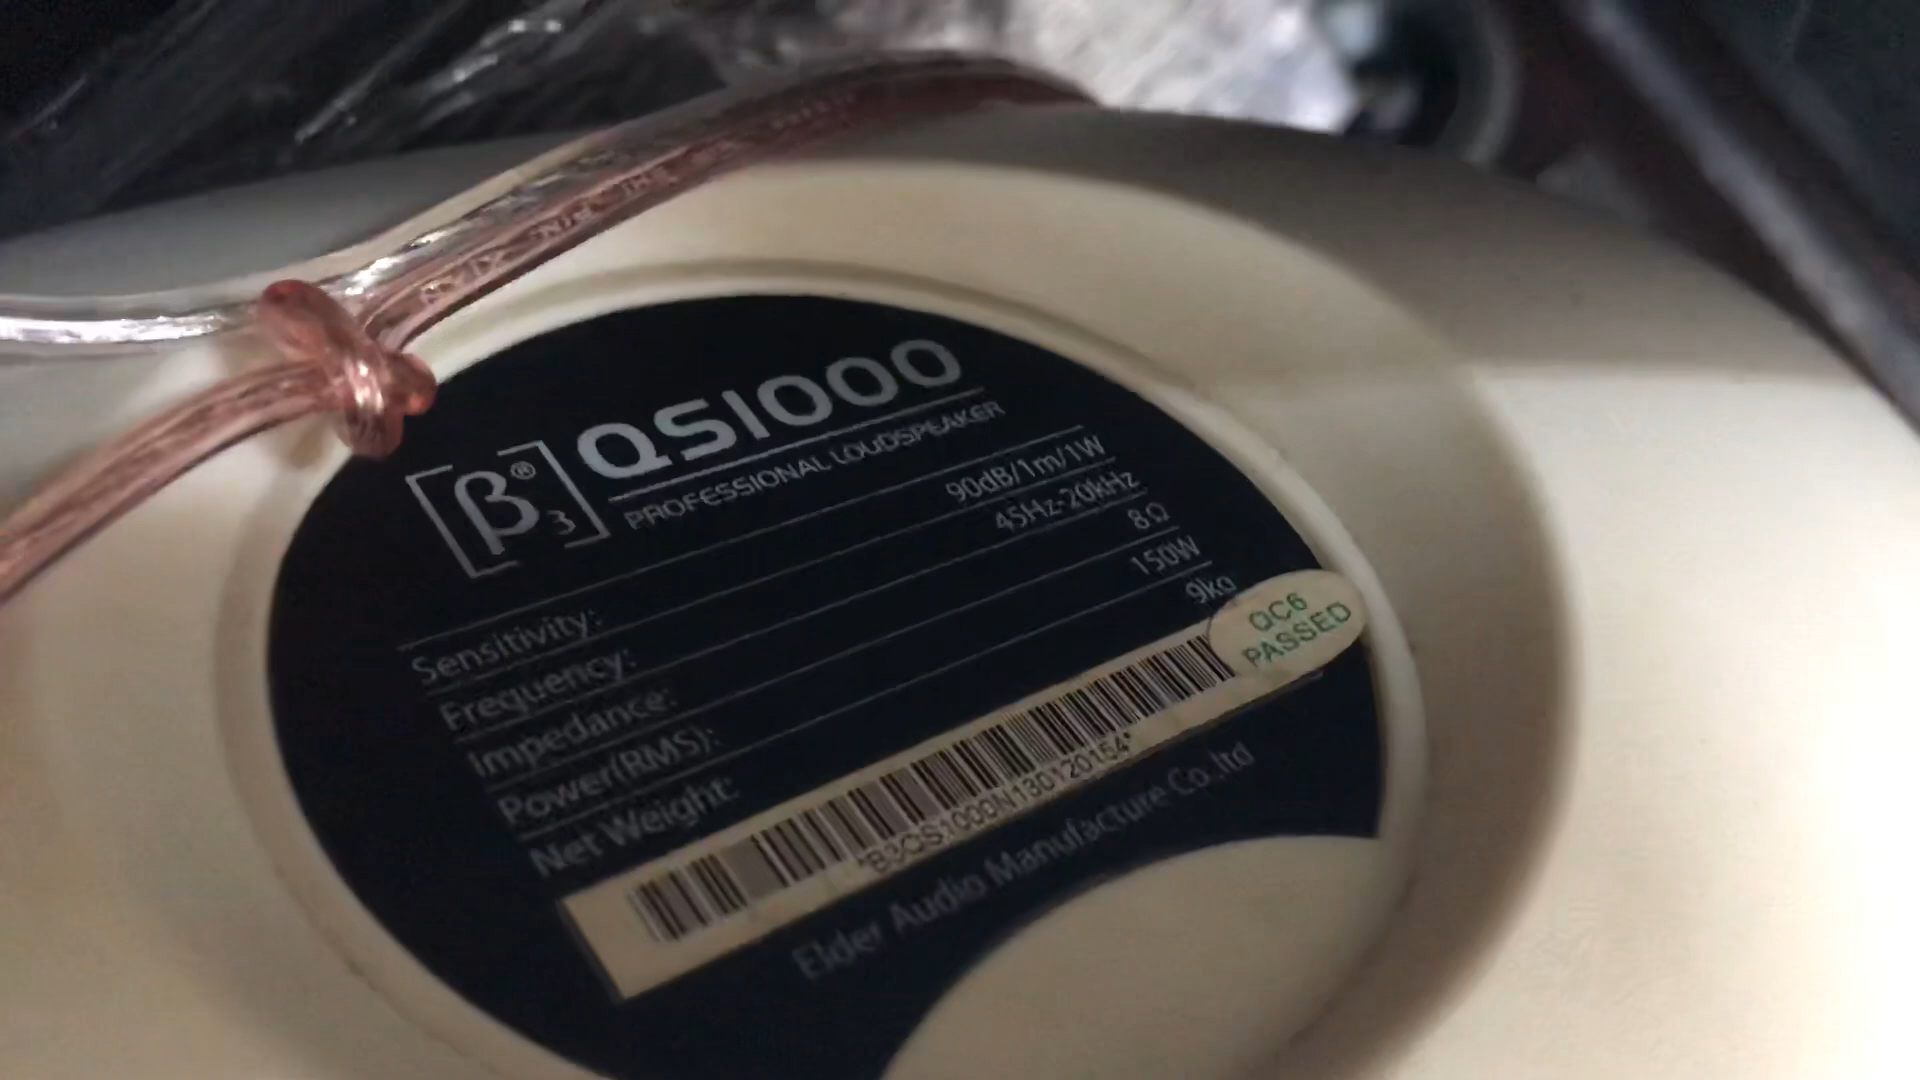 β®3
QS1000
PROFESSIONAL LOUDSPEAKER
Sensitivity: 90dB/1m/1W
Frequency: 45Hz-20kHz
Impedance: 8Ω
Power(RMS): 150W
Net Weight: 9kg
QC6
PASSED
*B3QS1000N130120154*
Elder Audio Manufacture Co.,ltd